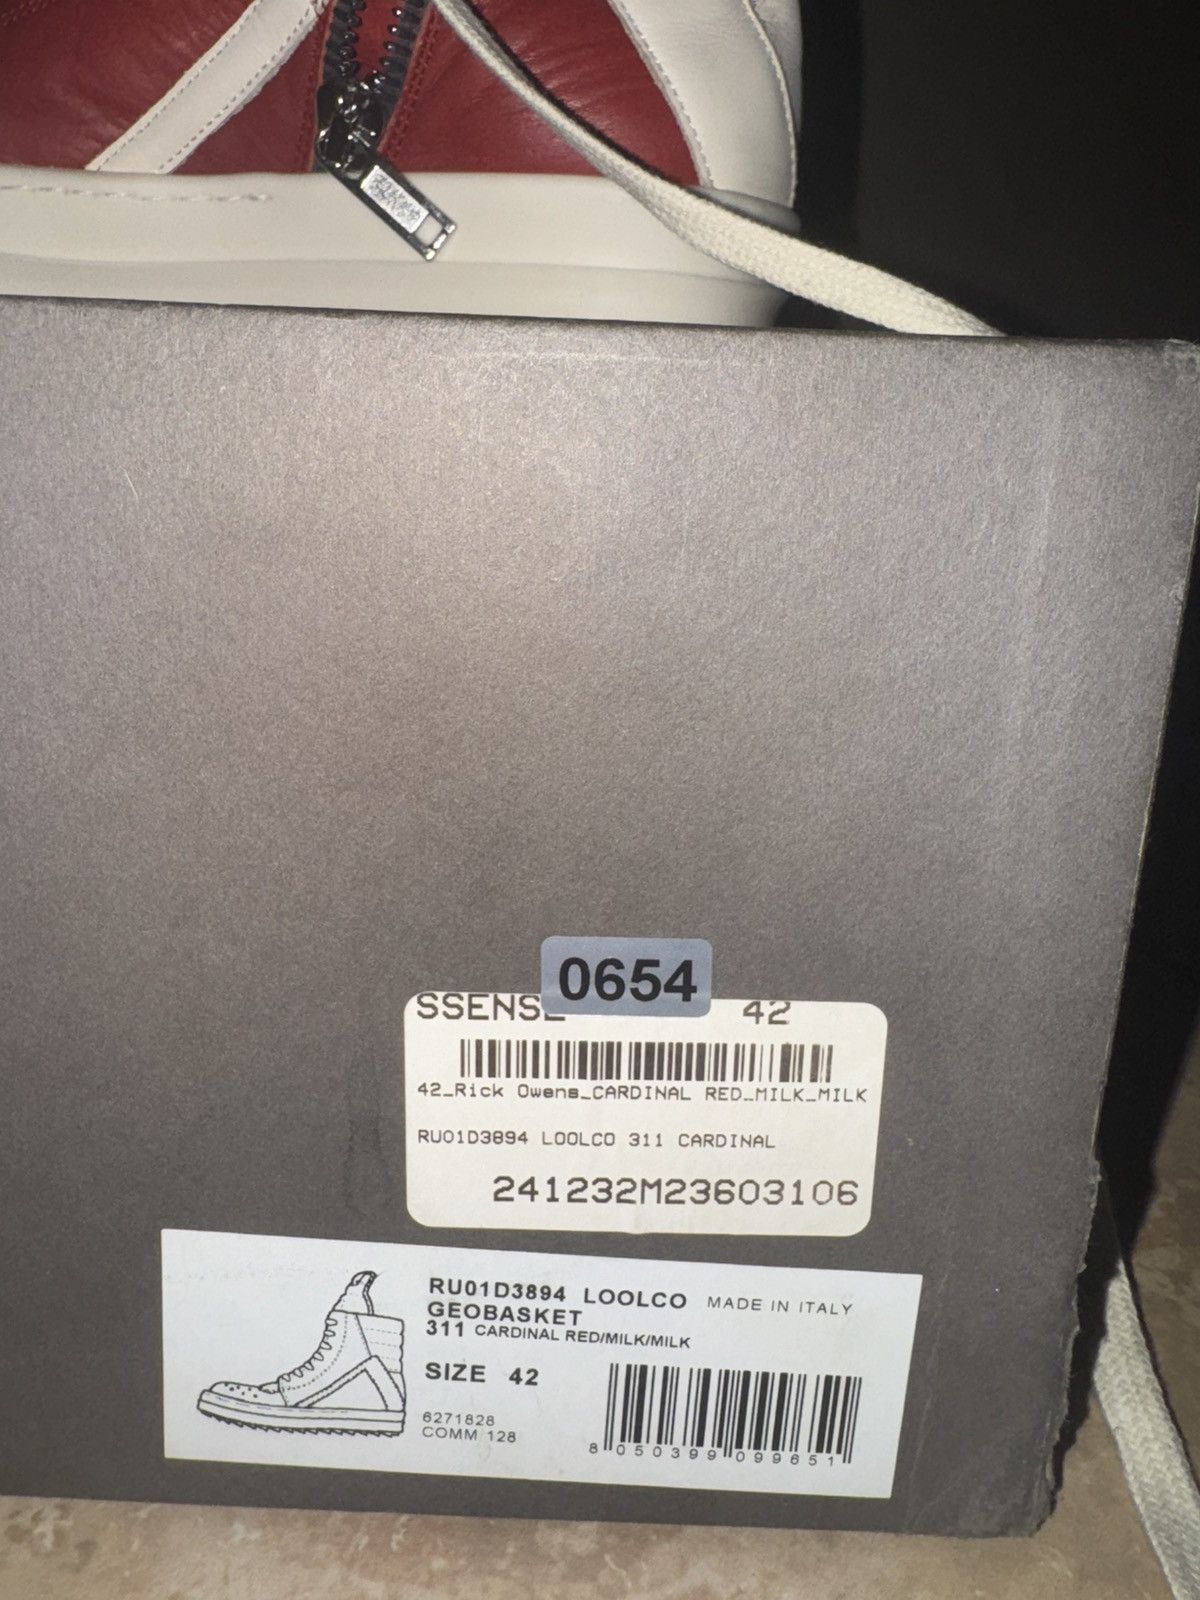 0654
SSENSE 42
42_Rick Owens_CARDINAL RED_MILK_MILK
RU01D3894 LOOLCO 311 CARDINAL
241232M23603106
RU01D3894 LOOLCO MADE IN ITALY
GEOBASKET
311 CARDINAL RED/MILK/MILK
SIZE 42
6271828
COMM 128
8 050399 099651